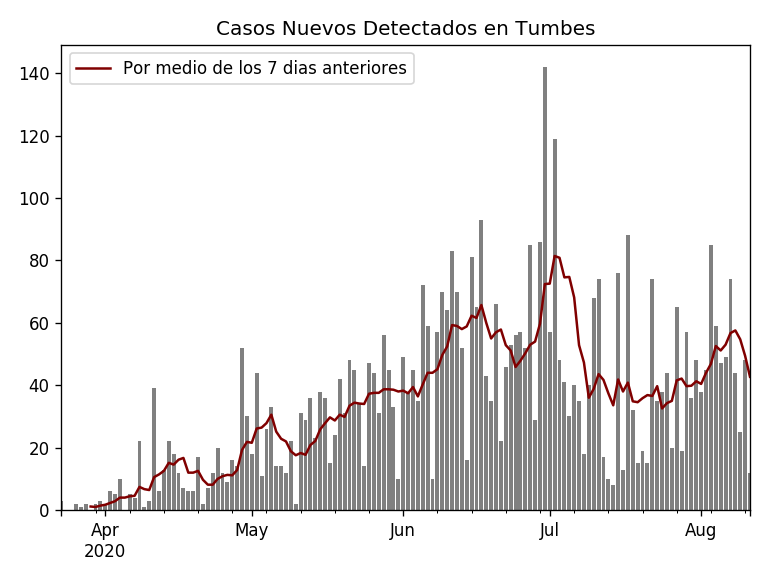 Casos Nuevos Detectados en Tumbes
Por medio de los 7 dias anteriores
140
120
100
80
60
40
20
0
Apr
2020
May
Jun
Jul
Aug